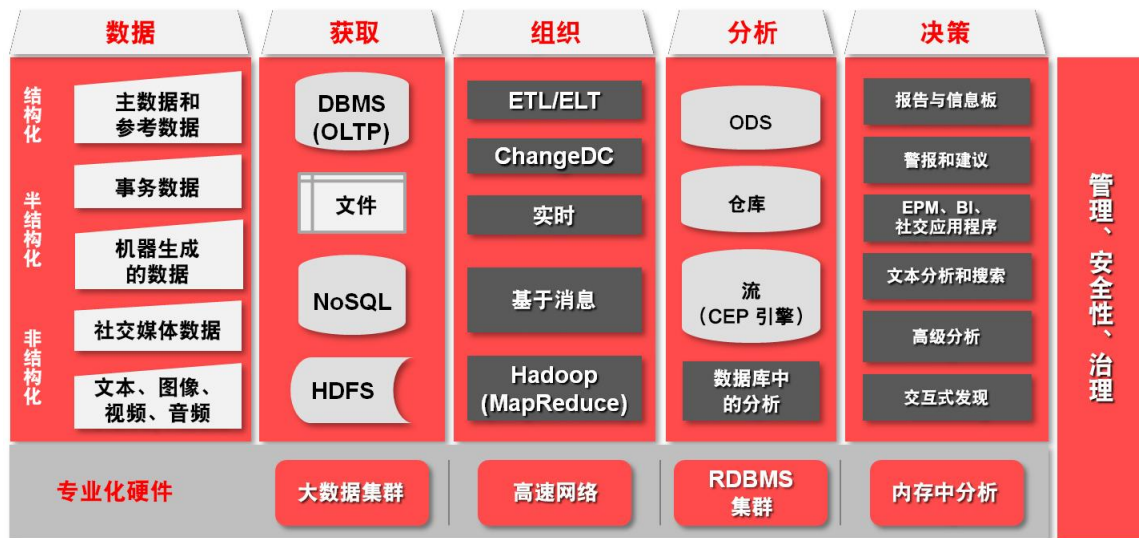 数据
获取
组织
分析
决策
结构化
半结构化
非结构化
主数据和
参考数据
事务数据
机器生成
的数据
社交媒体数据
文本、图像、
视频、音频
DBMS
(OLTP)
文件
NoSQL
HDFS
ETL/ELT
ChangeDC
实时
基于消息
Hadoop
(MapReduce)
ODS
仓库
流
（CEP 引擎）
数据库中
的分析
报告与信息板
警报和建议
EPM、BI、
社交应用程序
文本分析和搜索
高级分析
交互式发现
管理、安全性、治理
专业化硬件
大数据集群
高速网络
RDBMS
集群
内存中分析